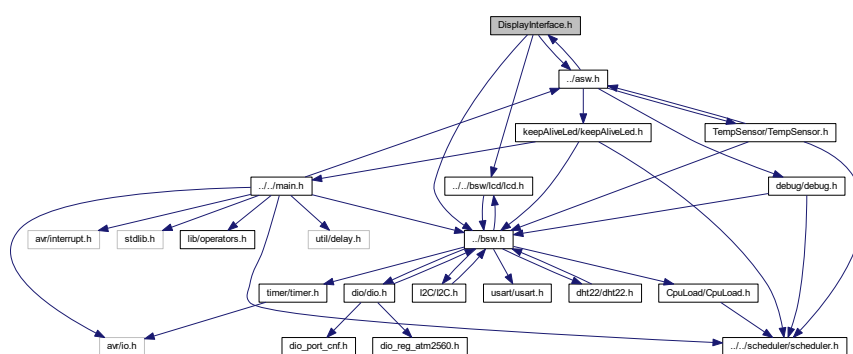 DisplayInterface.h
../asw.h
keepAliveLed/keepAliveLed.h
TempSensor/TempSensor.h
../../main.h
../../bsw/lcd/lcd.h
debug/debug.h
avr/interrupt.h
stdlib.h
lib/operators.h
util/delay.h
../bsw.h
timer/timer.h
dio/dio.h
I2C/I2C.h
usart/usart.h
dht22/dht22.h
CpuLoad/CpuLoad.h
avr/io.h
dio_port_cnf.h
dio_reg_atm2560.h
../../scheduler/scheduler.h